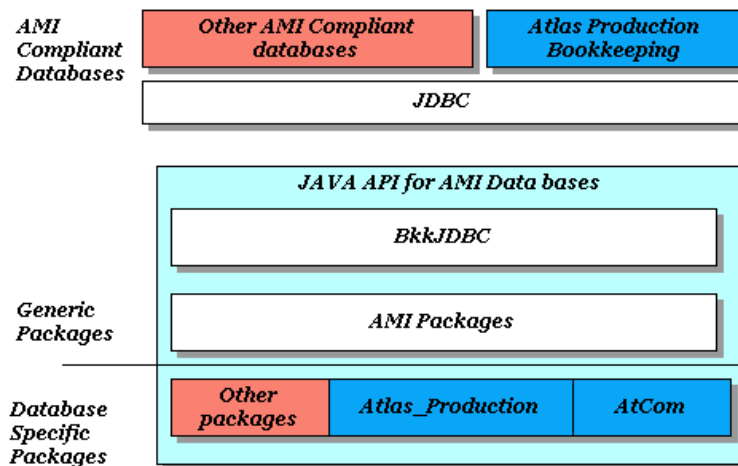 AMI
Compliant
Databases
Other AMI Compliant
databases
Atlas Production
Bookkeeping
JDBC
JAVA API for AMI Data bases
BkkJDBC
Generic
Packages
AMI Packages
Database
Specific
Packages
Other
packages
Atlas_Production
AtCom